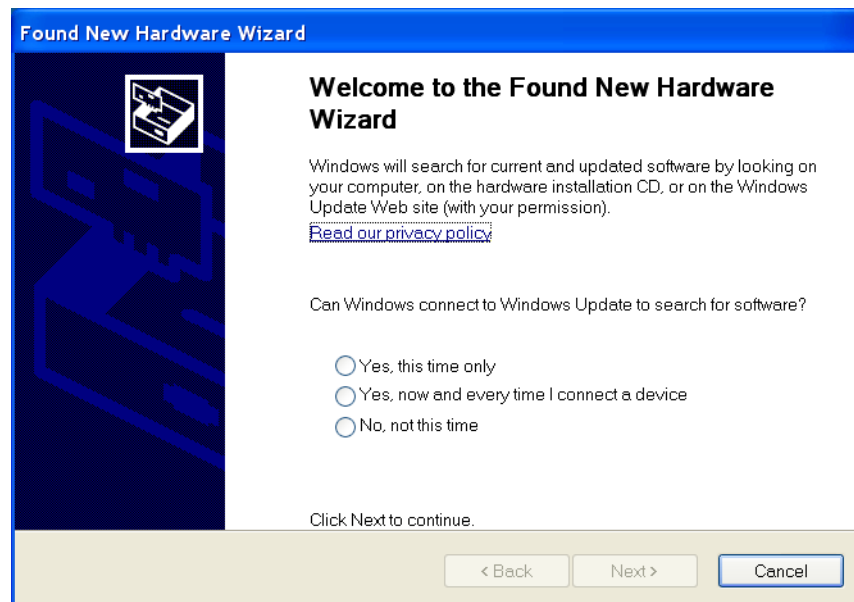 Found New Hardware Wizard
Welcome to the Found New Hardware
Wizard
Windows will search for current and updated software by looking on
your computer, on the hardware installation CD, or on the Windows
Update Web site (with your permission).
Read our privacy policy
Can Windows connect to Windows Update to search for software?
Yes, this time only
Yes, now and every time I connect a device
No, not this time
Click Next to continue.
< Back
Next >
Cancel